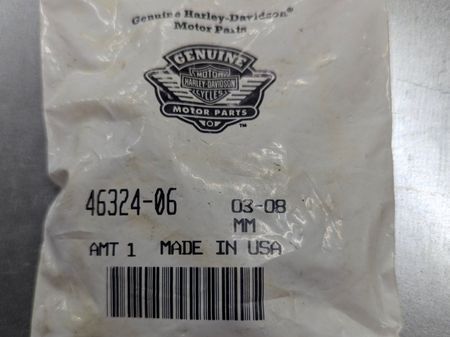 Genuine Harley-Davidson®
Motor Parts
GENUINE
MOTOR
HARLEY-DAVIDSON
CYCLES
MOTOR PARTS
™
46324-06 03-08
MM
AMT 1 MADE IN USA